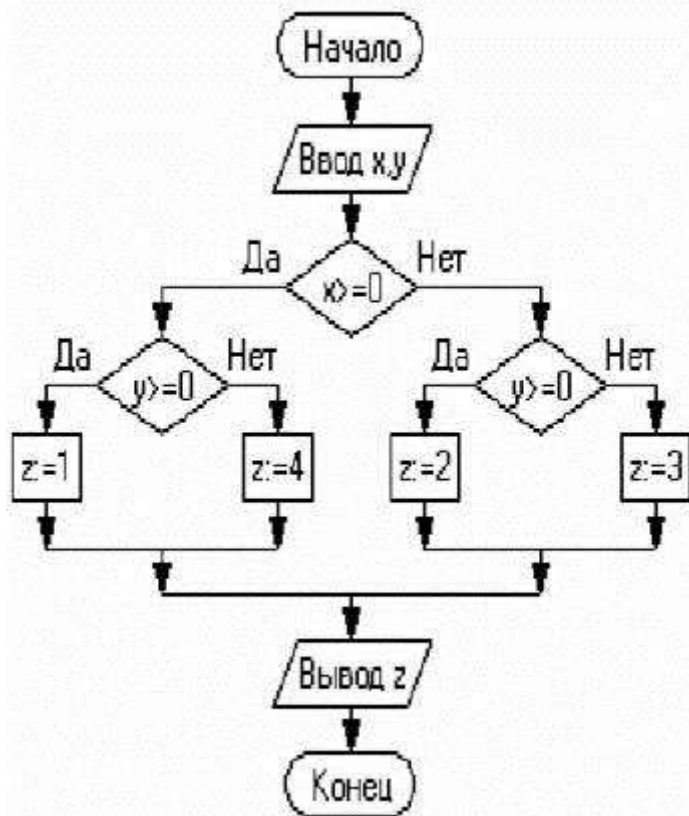 Начало
Ввод x,y
Да Нет
x>=0
Да Нет Да Нет
y>=0 y>=0
z:=1 z:=4 z:=2 z:=3
Вывод z
Конец